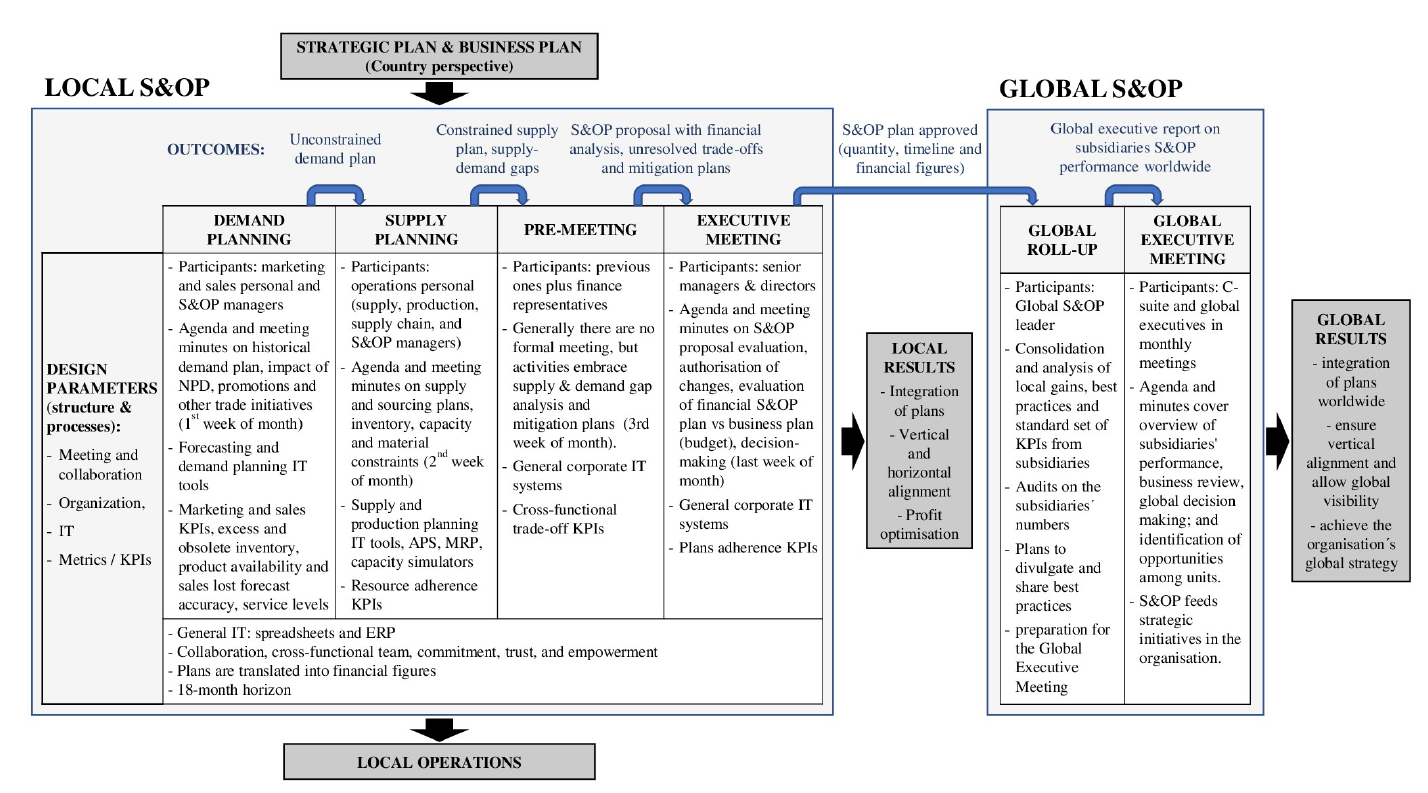 STRATEGIC PLAN & BUSINESS PLAN
(Country perspective)
LOCAL S&OP
GLOBAL S&OP
OUTCOMES:
Unconstrained
demand plan
Constrained supply
plan, supply-
demand gaps
S&OP proposal with financial
analysis, unresolved trade-offs
and mitigation plans
S&OP plan approved
(quantity, timeline and
financial figures)
Global executive report on
subsidiaries S&OP
performance worldwide
DESIGN
PARAMETERS
(structure &
processes):
- Meeting and
collaboration
- Organization,
- IT
- Metrics / KPIs
DEMAND
PLANNING
- Participants: marketing
and sales personal and
S&OP managers
- Agenda and meeting
minutes on historical
demand plan, impact of
NPD, promotions and
other trade initiatives
(1st week of month)
- Forecasting and
demand planning IT
tools
- Marketing and sales
KPIs, excess and
obsolete inventory,
product availability and
sales lost forecast
accuracy, service levels
SUPPLY
PLANNING
- Participants:
operations personal
(supply, production,
supply chain, and
S&OP managers)
- Agenda and meeting
minutes on supply
and sourcing plans,
inventory, capacity
and material
constraints (2nd week
of month)
- Supply and
production planning
IT tools, APS, MRP,
capacity simulators
- Resource adherence
KPIs
PRE-MEETING
- Participants: previous
ones plus finance
representatives
- Generally there are no
formal meeting, but
activities embrace
supply & demand gap
analysis and
mitigation plans (3rd
week of month).
- General corporate IT
systems
- Cross-functional
trade-off KPIs
EXECUTIVE
MEETING
- Participants: senior
managers & directors
- Agenda and meeting
minutes on S&OP
proposal evaluation,
authorisation of
changes, evaluation
of financial S&OP
plan vs business plan
(budget), decision-
making (last week of
month)
- General corporate IT
systems
- Plans adherence KPIs
- General IT: spreadsheets and ERP
- Collaboration, cross-functional team, commitment, trust, and empowerment
- Plans are translated into financial figures
- 18-month horizon
LOCAL OPERATIONS
LOCAL
RESULTS
- Integration
of plans
- Vertical
and
horizontal
alignment
- Profit
optimisation
GLOBAL
ROLL-UP
- Participants:
Global S&OP
leader
- Consolidation
and analysis of
local gains, best
practices and
standard set of
KPIs from
subsidiaries
- Audits on the
subsidiaries´
numbers
- Plans to
divulgate and
share best
practices
- preparation for
the Global
Executive
Meeting
GLOBAL
EXECUTIVE
MEETING
- Participants: C-
suite and global
executives in
monthly
meetings
- Agenda and
minutes cover
overview of
subsidiaries'
performance,
business review,
global decision
making; and
identification of
opportunities
among units.
- S&OP feeds
strategic
initiatives in the
organisation.
GLOBAL
RESULTS
- integration
of plans
worldwide
- ensure
vertical
alignment and
allow global
visibility
- achieve the
organisation´s
global strategy